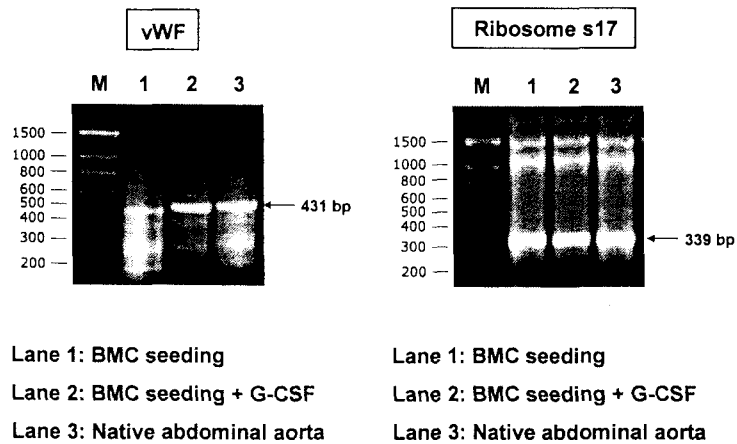 vWF
M 1 2 3
1500
1000
800
600
500
400
300
200
431 bp
Lane 1: BMC seeding
Lane 2: BMC seeding + G-CSF
Lane 3: Native abdominal aorta
Ribosome s17
M 1 2 3
1500
1000
800
600
500
400
300
200
339 bp
Lane 1: BMC seeding
Lane 2: BMC seeding + G-CSF
Lane 3: Native abdominal aorta